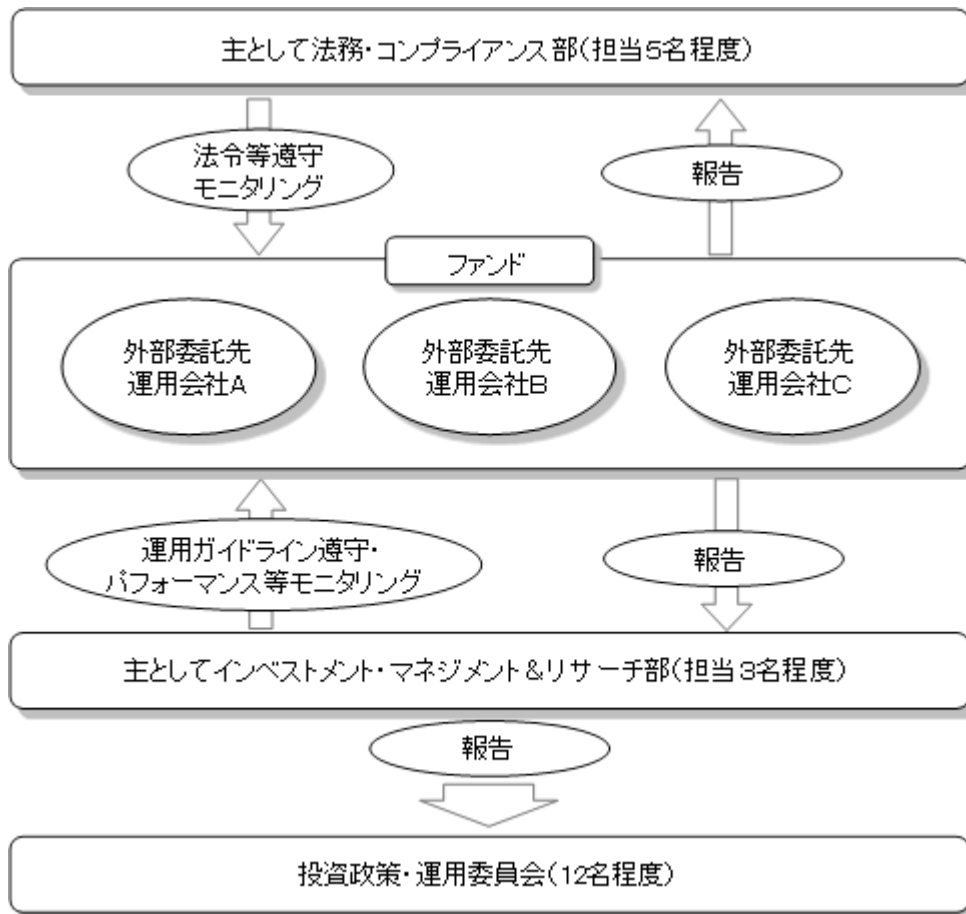 主として法務・コンプライアンス部(担当5名程度)
法令等遵守
モニタリング
報告
ファンド
外部委託先
運用会社A
外部委託先
運用会社B
外部委託先
運用会社C
運用ガイドライン遵守・
パフォーマンス等モニタリング
報告
主としてインベストメント・マネジメント&リサーチ部(担当3名程度)
報告
投資政策・運用委員会(12名程度)